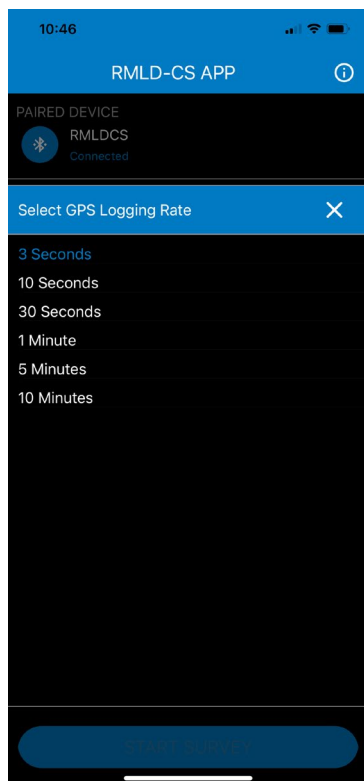 10:46
RMLD-CS APP
PAIRED DEVICE
RMLDCS
Connected
Select GPS Logging Rate
3 Seconds
10 Seconds
30 Seconds
1 Minute
5 Minutes
10 Minutes
START SURVEY